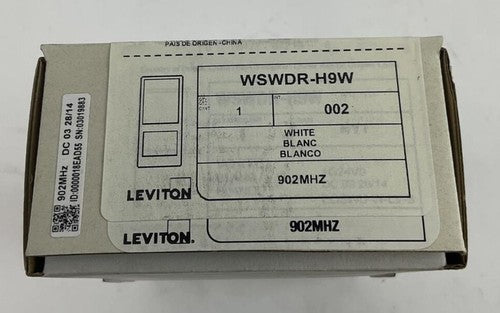 PAIS DE ORIGEN -CHINA
WSWDR-H9W
1
002
WHITE
BLANC
BLANCO
LEVITON
902MHZ
LEVITON.
902MHZ
902MHz DC 03 28/14
ID:0000018EAD55 SN:03019883